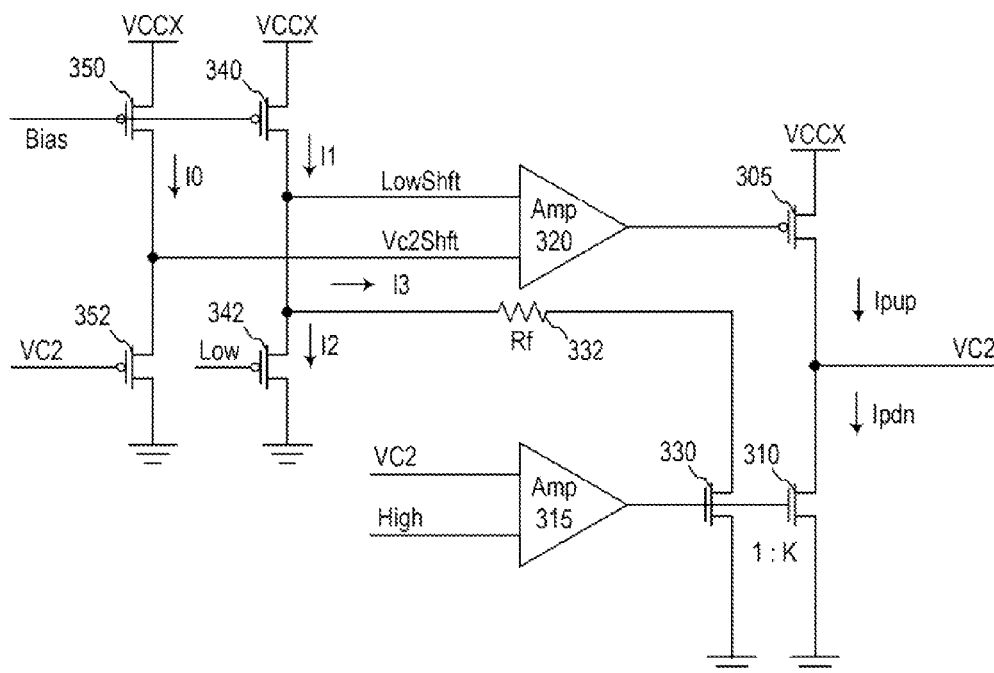 VCCX
VCCX
350
340
Bias
I0
I1
LowShft
Vc2Shft
Amp
320
VCCX
305
I3
Ipup
352
VC2
342
Low
I2
Rf
332
VC2
Ipdn
VC2
High
Amp
315
330
310
1 : K